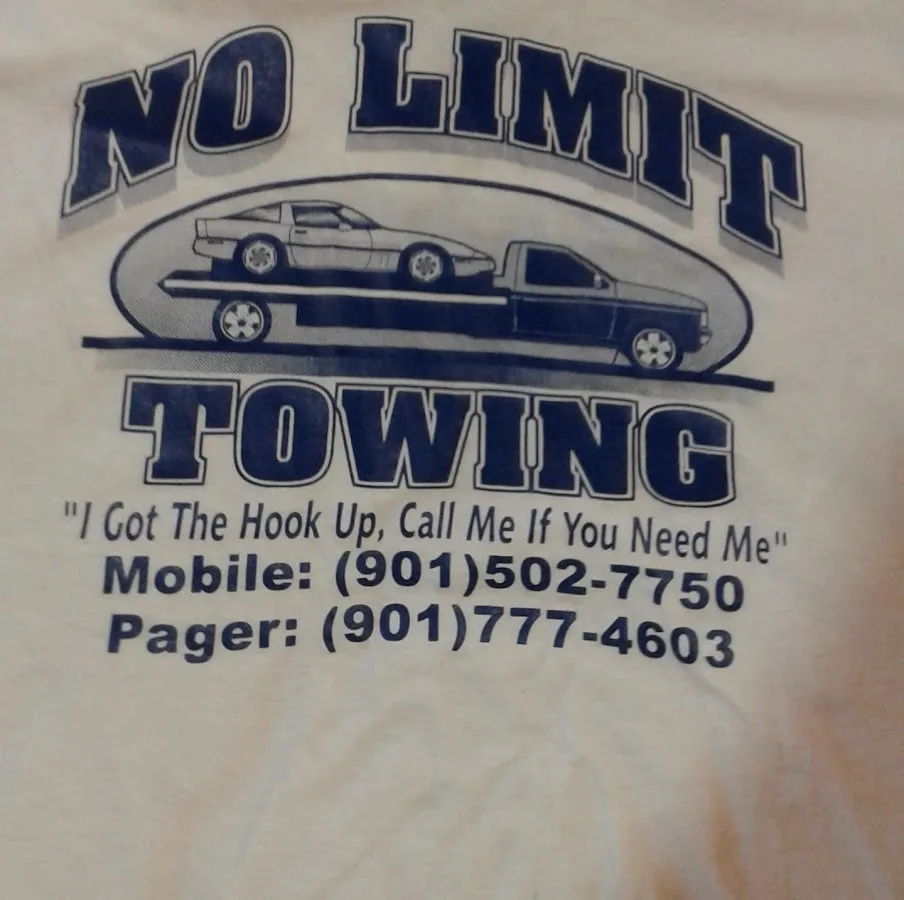 NO LIMIT
TOWING
"I Got The Hook Up, Call Me If You Need Me"
Mobile: (901)502-7750
Pager: (901)777-4603